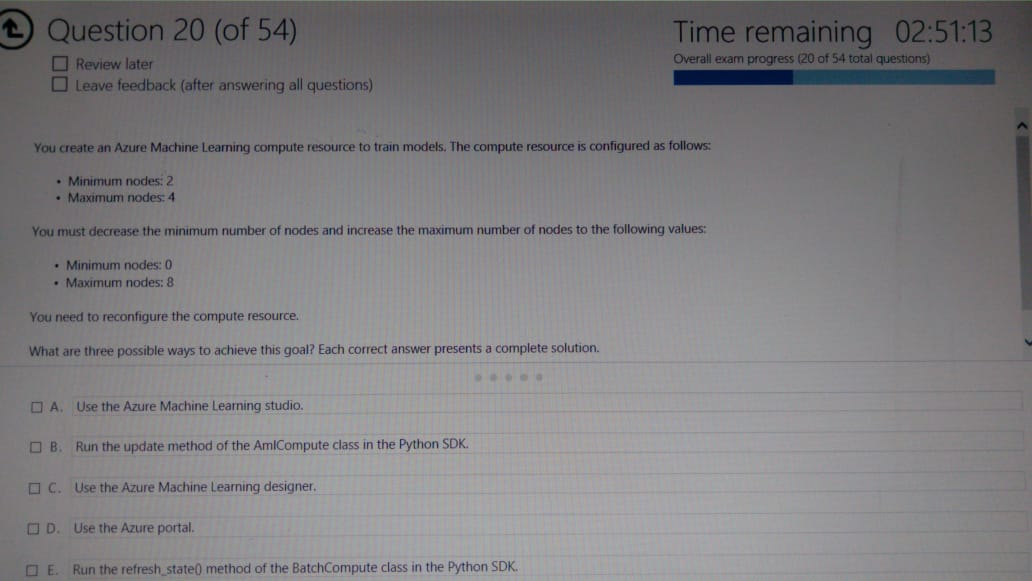 Question 20 (of 54)
Review later
Leave feedback (after answering all questions)
Time remaining 02:51:13
Overall exam progress (20 of 54 total questions)
You create an Azure Machine Learning compute resource to train models. The compute resource is configured as follows:
• Minimum nodes: 2
• Maximum nodes: 4
You must decrease the minimum number of nodes and increase the maximum number of nodes to the following values:
• Minimum nodes: 0
• Maximum nodes: 8
You need to reconfigure the compute resource.
What are three possible ways to achieve this goal? Each correct answer presents a complete solution.
A. Use the Azure Machine Learning studio.
B. Run the update method of the AmlCompute class in the Python SDK.
C. Use the Azure Machine Learning designer.
D. Use the Azure portal.
E. Run the refresh_state() method of the BatchCompute class in the Python SDK.